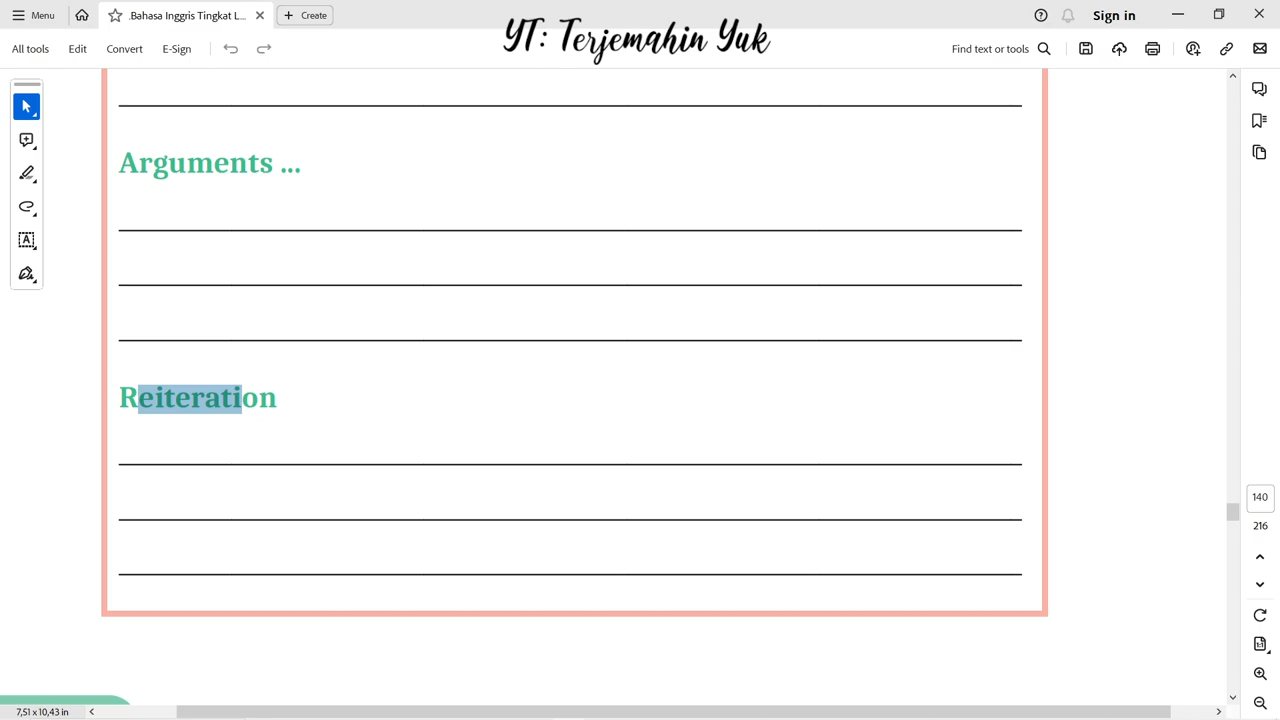 Menu
.Bahasa Inggris Tingkat L...
Create
Sign in
YT: Terjemahin Yuk
All tools
Edit
Convert
E-Sign
Find text or tools
Arguments ...
Reiteration
140
216
7,51 x 10,43 in